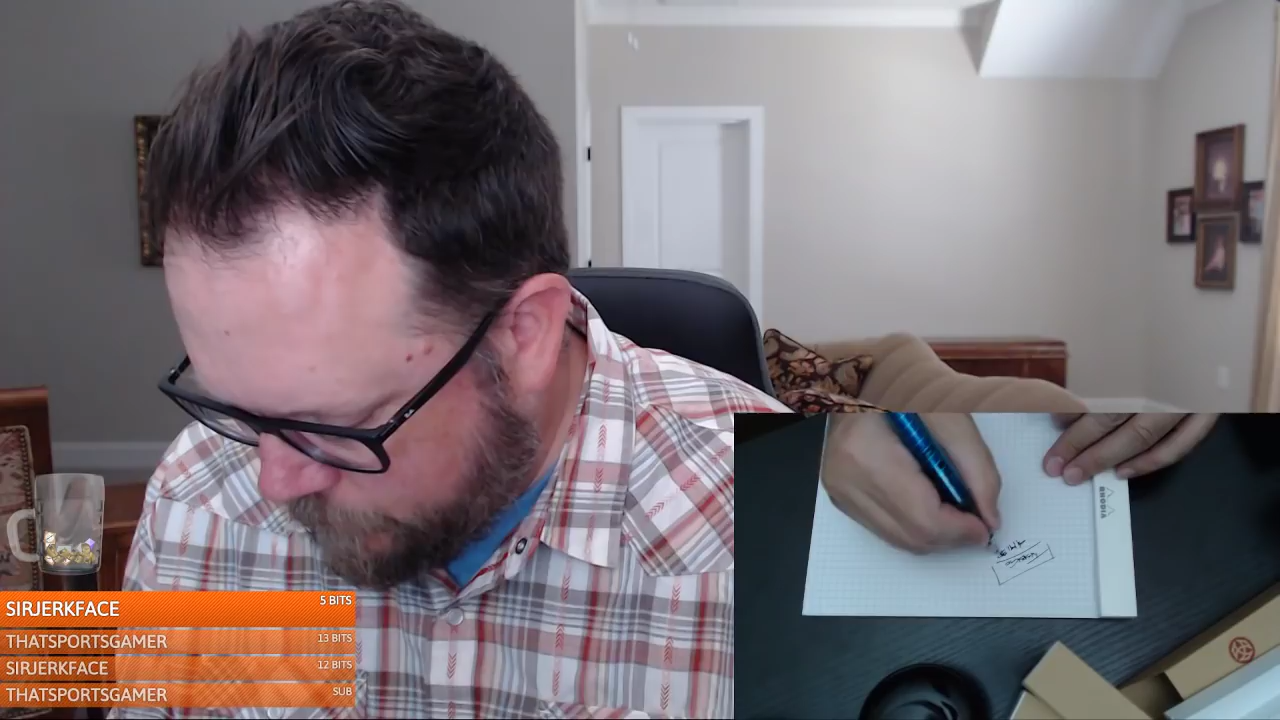 SIRJERKFACE 5 BITS
THATSPORTSGAMER 13 BITS
SIRJERKFACE 12 BITS
THATSPORTSGAMER SUB
RHODIA